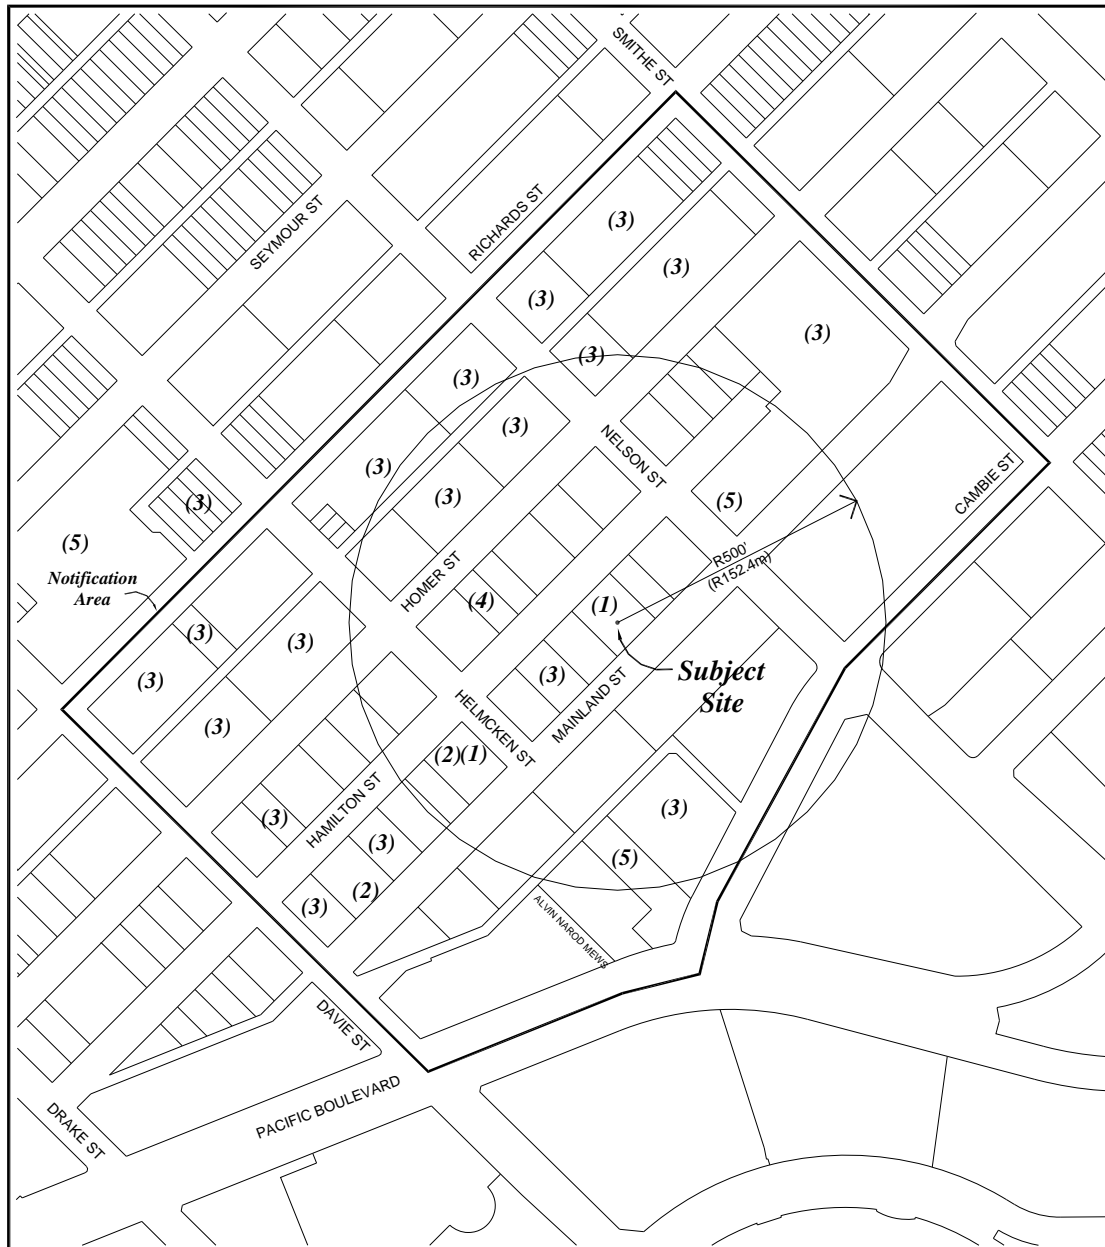 SMITHE ST
RICHARDS ST
SEYMOUR ST
(3)
(3)
(3)
(3)
(3)
(3)
(3)
(3)
(3)
NELSON ST
CAMBIE ST
(3)
(5)
(5)
R500'
(R152.4m)
Notification
Area
HOMER ST
(4)
(1)
(3)
(3)
(3)
(3)
(3)
Subject
Site
MAINLAND ST
HELMCKEN ST
(2)(1)
HAMILTON ST
(3)
(3)
(3)
(5)
(2)
(3)
ALVIN NAROD MEWS
DAVIE ST
PACIFIC BOULEVARD
DRAKE ST